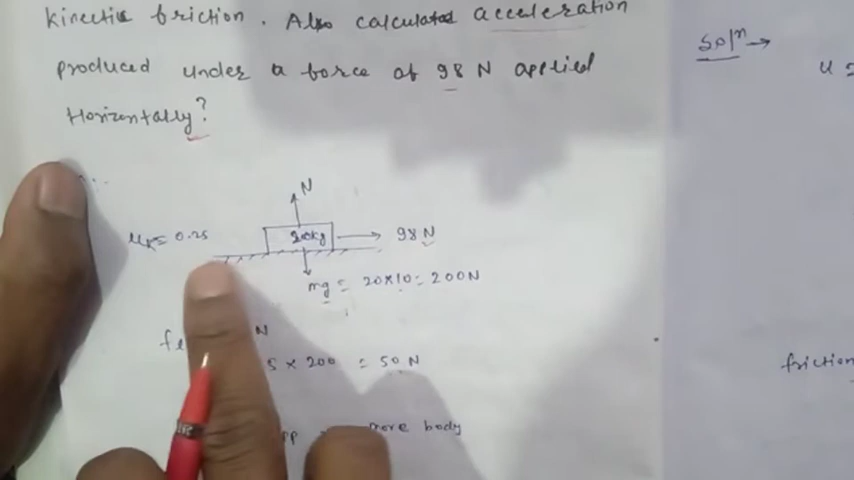 kinetic friction. Also calculated acceleration
produced under a force of 98 N applied
Horizontally?
Solⁿ →
N
μk = 0.25
20kg
98 N
mg = 20×10 = 200N
N
5 × 200 = 50 N
friction
body